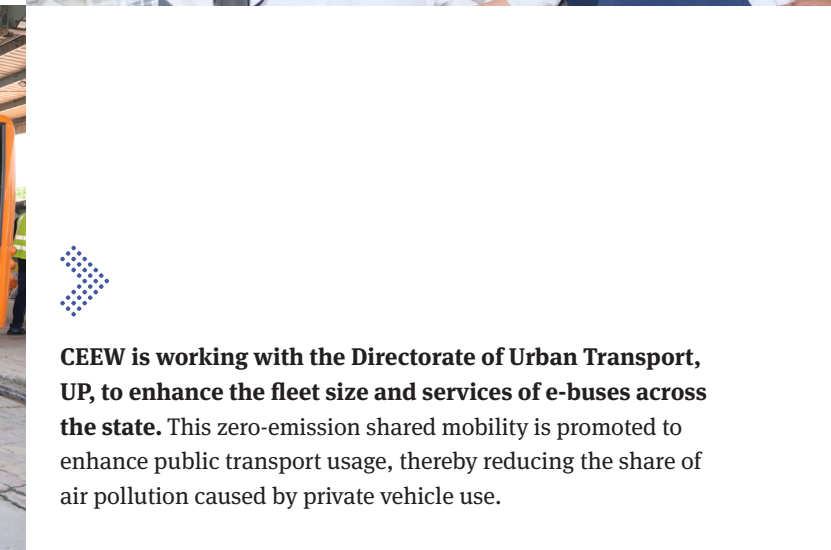 CEEW is working with the Directorate of Urban Transport,
UP, to enhance the fleet size and services of e-buses across
the state. This zero-emission shared mobility is promoted to
enhance public transport usage, thereby reducing the share of
air pollution caused by private vehicle use.